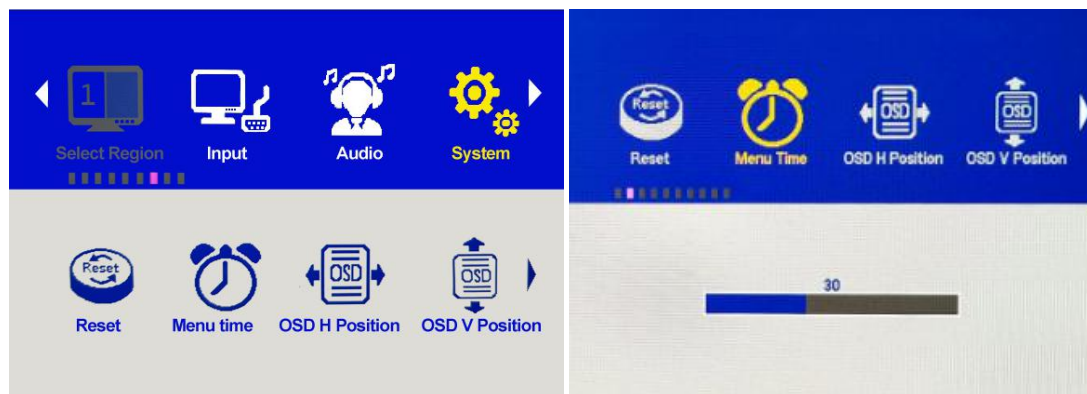 1
Select Region
Input
Audio
System
Reset
Reset
Menu time
OSD
OSD H Position
OSD
OSD V Position
Reset
Reset
Menu Time
OSD
OSD H Position
OSD
OSD V Position
30